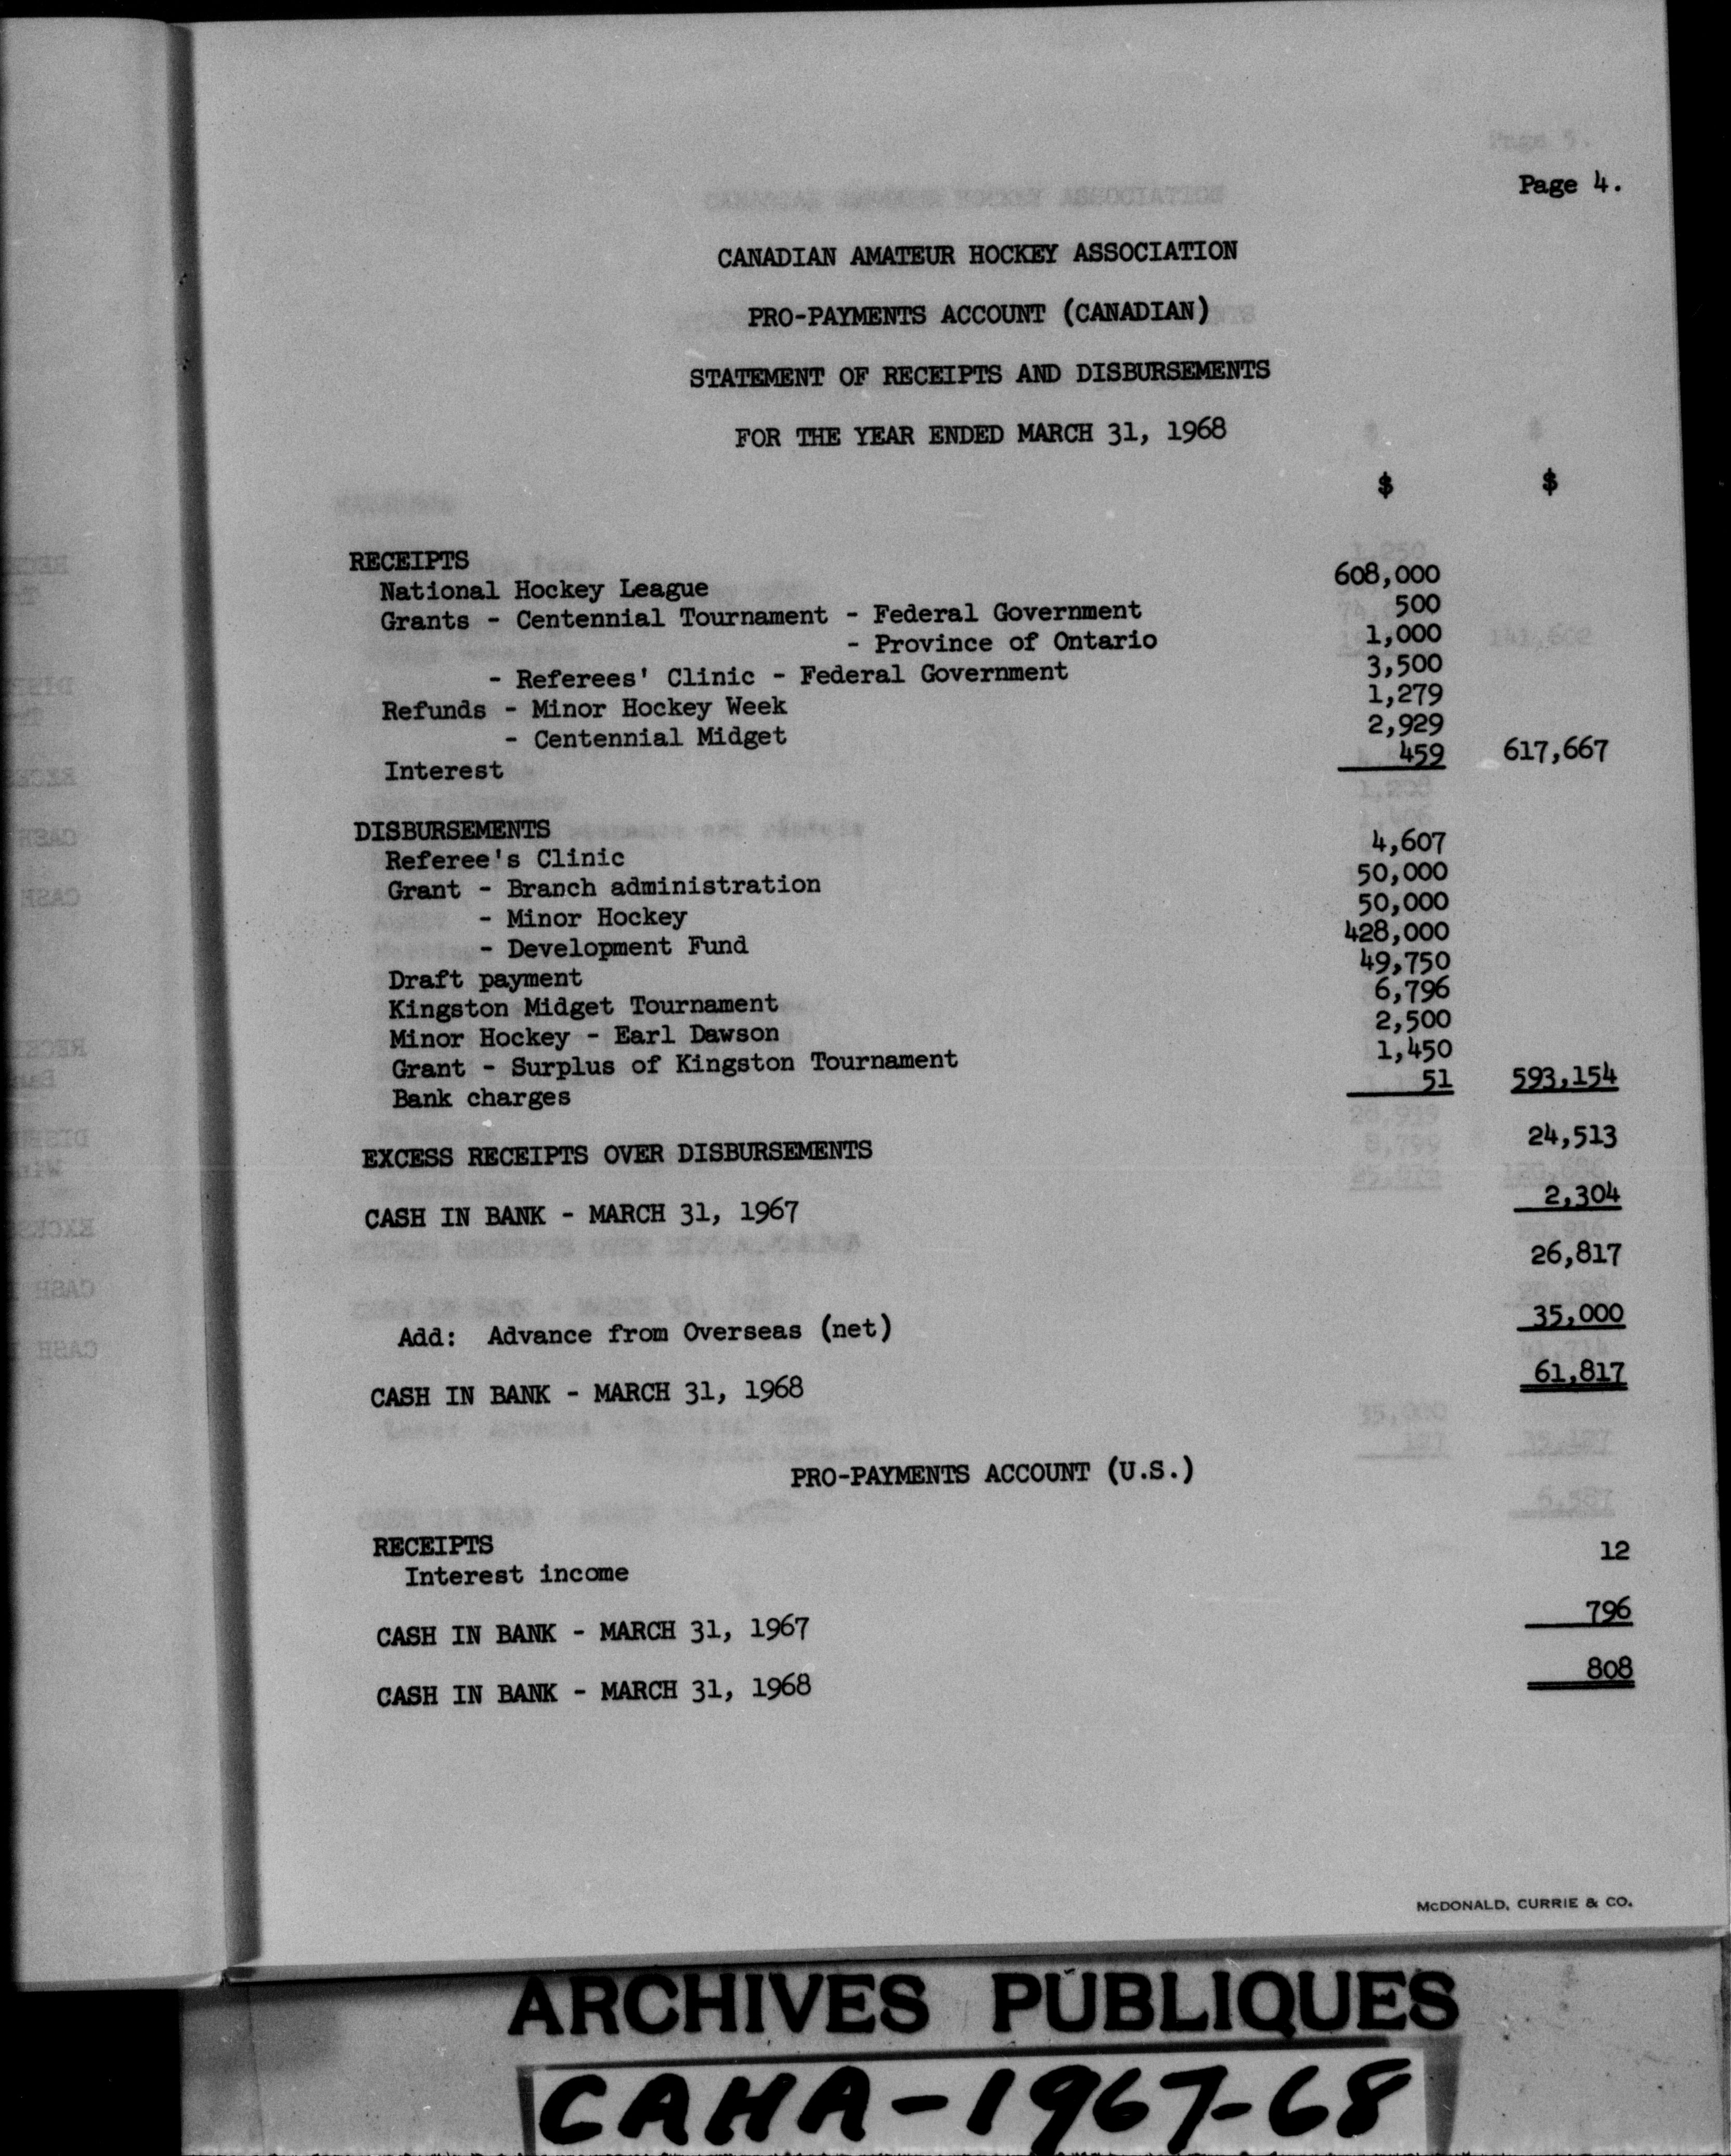 Page 4.
CANADIAN AMATEUR HOCKEY ASSOCIATION
PRO-PAYMENTS ACCOUNT (CANADIAN)
STATEMENT OF RECEIPTS AND DISBURSEMENTS
FOR THE YEAR ENDED MARCH 31, 1968
$ $
RECEIPTS
National Hockey League 608,000
Grants - Centennial Tournament - Federal Government 500
- Province of Ontario 1,000
- Referees' Clinic - Federal Government 3,500
Refunds - Minor Hockey Week 1,279
- Centennial Midget 2,929
Interest 459 617,667
DISBURSEMENTS
Referee's Clinic 4,607
Grant - Branch administration 50,000
- Minor Hockey 50,000
- Development Fund 428,000
Draft payment 49,750
Kingston Midget Tournament 6,796
Minor Hockey - Earl Dawson 2,500
Grant - Surplus of Kingston Tournament 1,450
Bank charges 51 593,154
EXCESS RECEIPTS OVER DISBURSEMENTS 24,513
CASH IN BANK - MARCH 31, 1967 2,304
26,817
Add: Advance from Overseas (net) 35,000
CASH IN BANK - MARCH 31, 1968 61,817
PRO-PAYMENTS ACCOUNT (U.S.)
RECEIPTS
Interest income 12
CASH IN BANK - MARCH 31, 1967 796
CASH IN BANK - MARCH 31, 1968 808
McDONALD, CURRIE & CO.
ARCHIVES PUBLIQUES
CAHA-1967-68